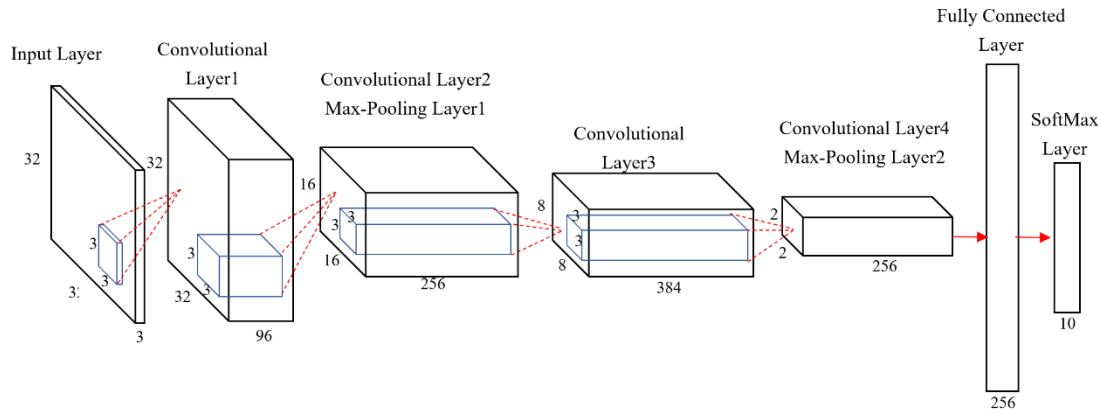 Input Layer
32
3
3
3
Convolutional
Layer1
32
3
3
32
96
Convolutional Layer2
Max-Pooling Layer1
16
3
3
16
256
Convolutional
Layer3
8
3
3
8
384
Convolutional Layer4
Max-Pooling Layer2
2
2
256
Fully Connected
Layer
256
SoftMax
Layer
10